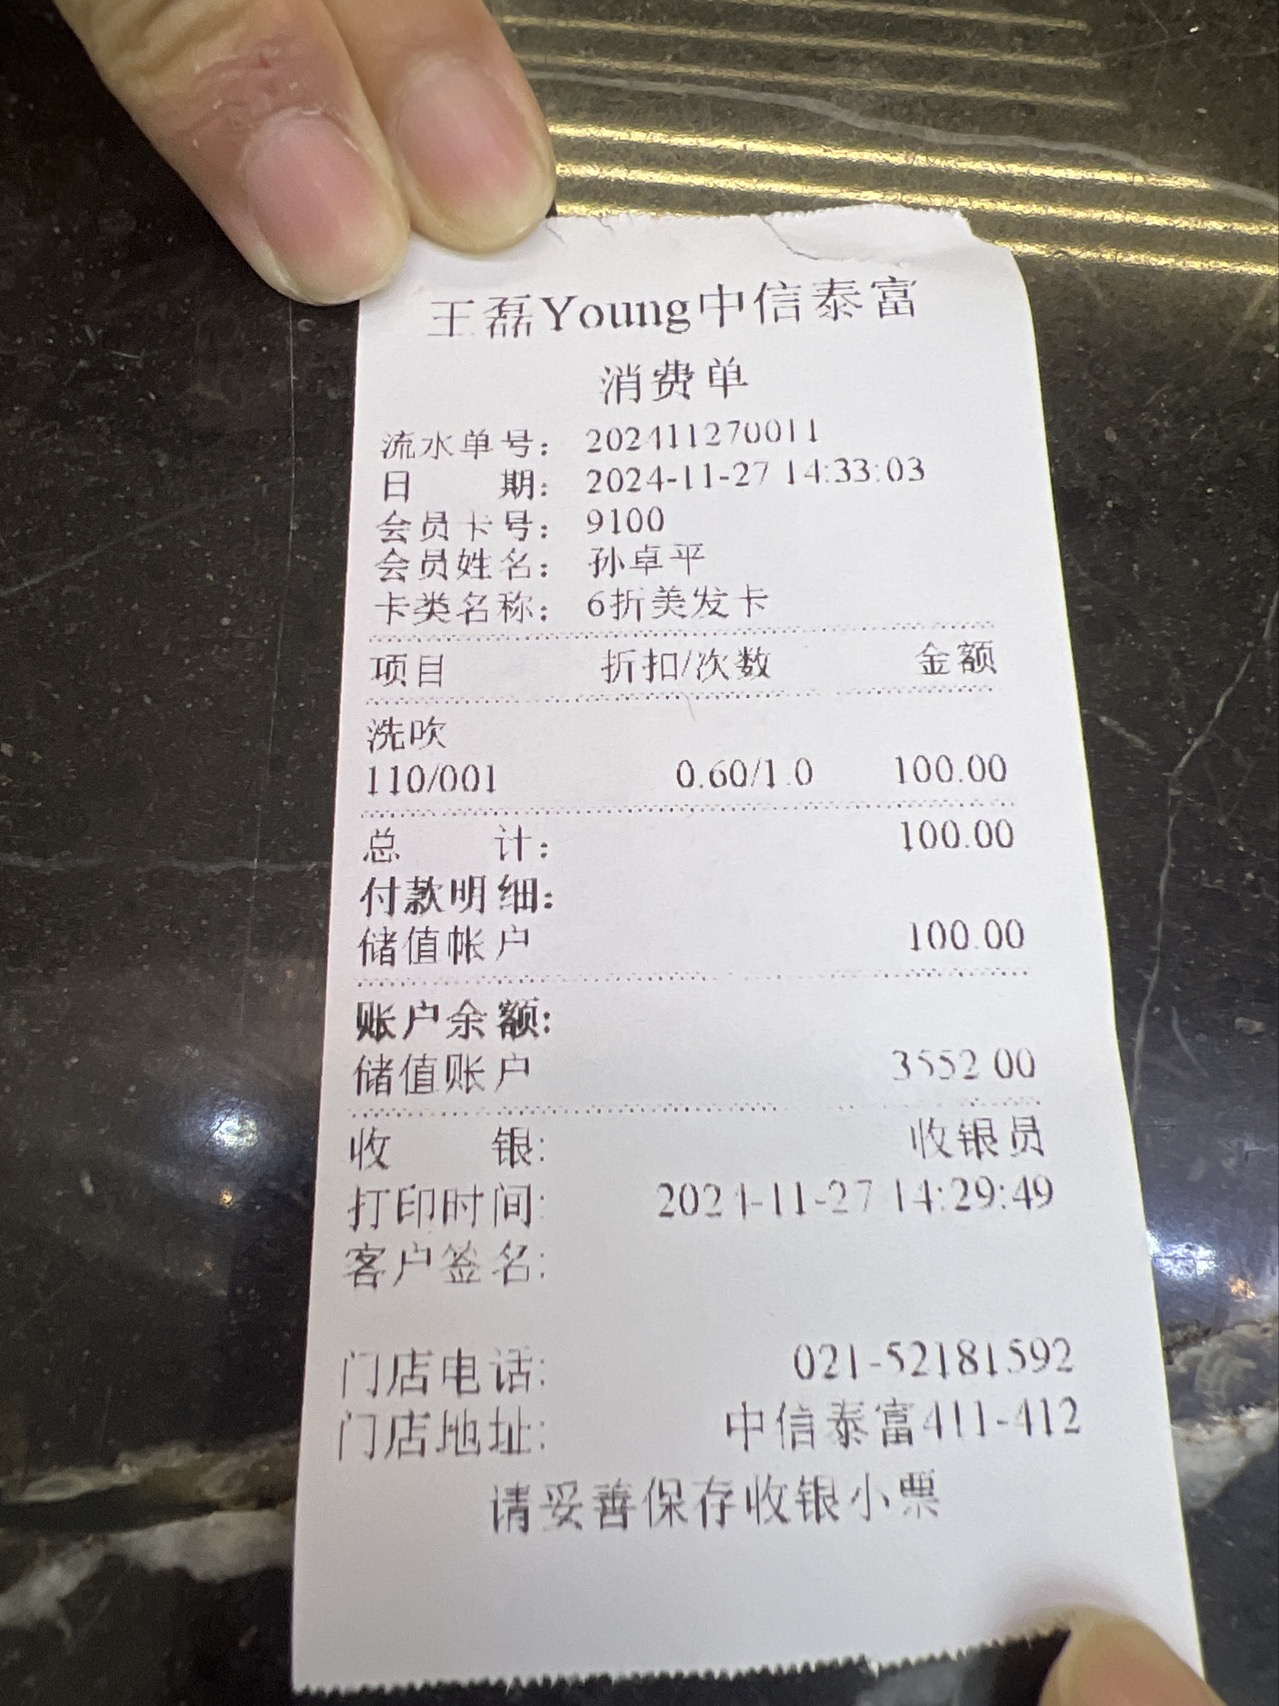 王磊Young中信泰富
消费单
流水单号: 202411270011
日 期: 2024-11-27 14:33:03
会员卡号: 9100
会员姓名: 孙卓平
卡类名称: 6折美发卡
项目 折扣/次数 金额
洗吹
110/001 0.60/1.0 100.00
总 计: 100.00
付款明细:
储值帐户 100.00
账户余额:
储值账户 3552.00
收 银: 收银员
打印时间: 2024-11-27 14:29:49
客户签名:
门店电话: 021-52181592
门店地址: 中信泰富411-412
请妥善保存收银小票